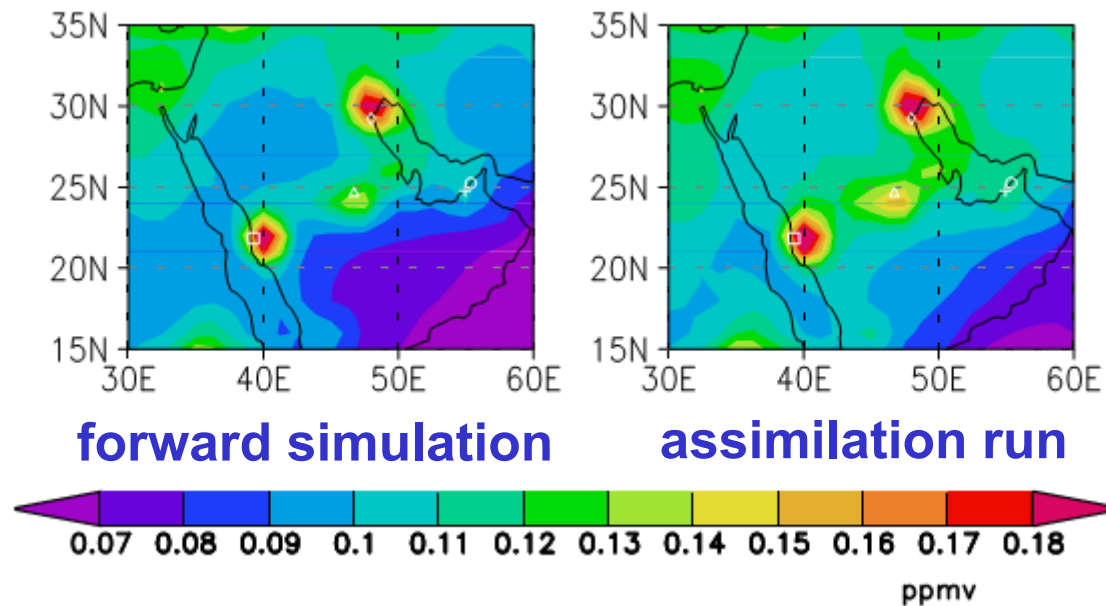 35N 35N
30N 30N
25N 25N
20N 20N
15N 15N
30E 40E 50E 60E 30E 40E 50E 60E
forward simulation assimilation run
0.07 0.08 0.09 0.1 0.11 0.12 0.13 0.14 0.15 0.16 0.17 0.18
ppmv